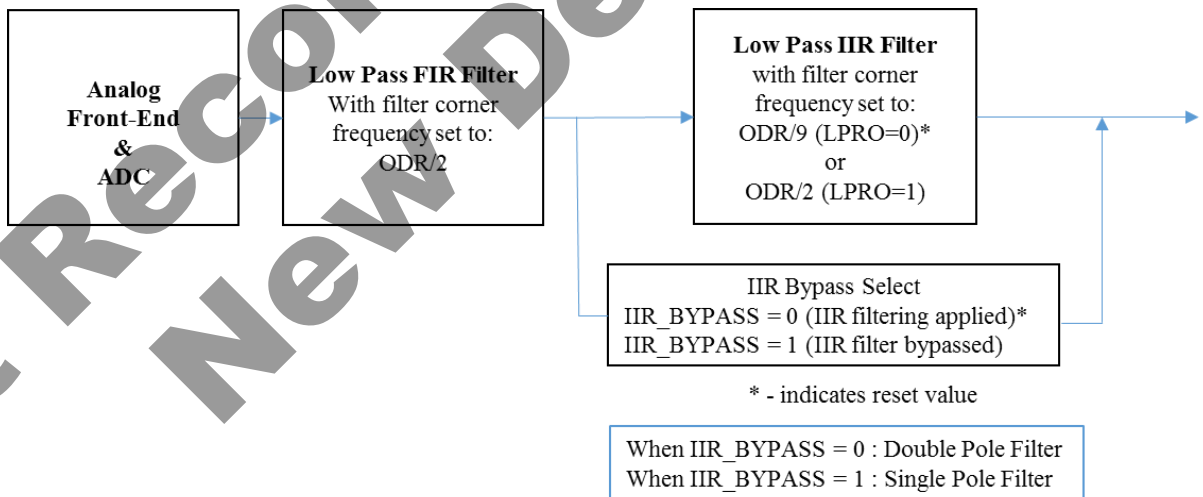 Analog
Front-End
&
ADC
Low Pass FIR Filter
With filter corner
frequency set to:
ODR/2
Low Pass IIR Filter
with filter corner
frequency set to:
ODR/9 (LPRO=0)*
or
ODR/2 (LPRO=1)
IIR Bypass Select
IIR_BYPASS = 0 (IIR filtering applied)*
IIR_BYPASS = 1 (IIR filter bypassed)
* - indicates reset value
When IIR_BYPASS = 0 : Double Pole Filter
When IIR_BYPASS = 1 : Single Pole Filter
New